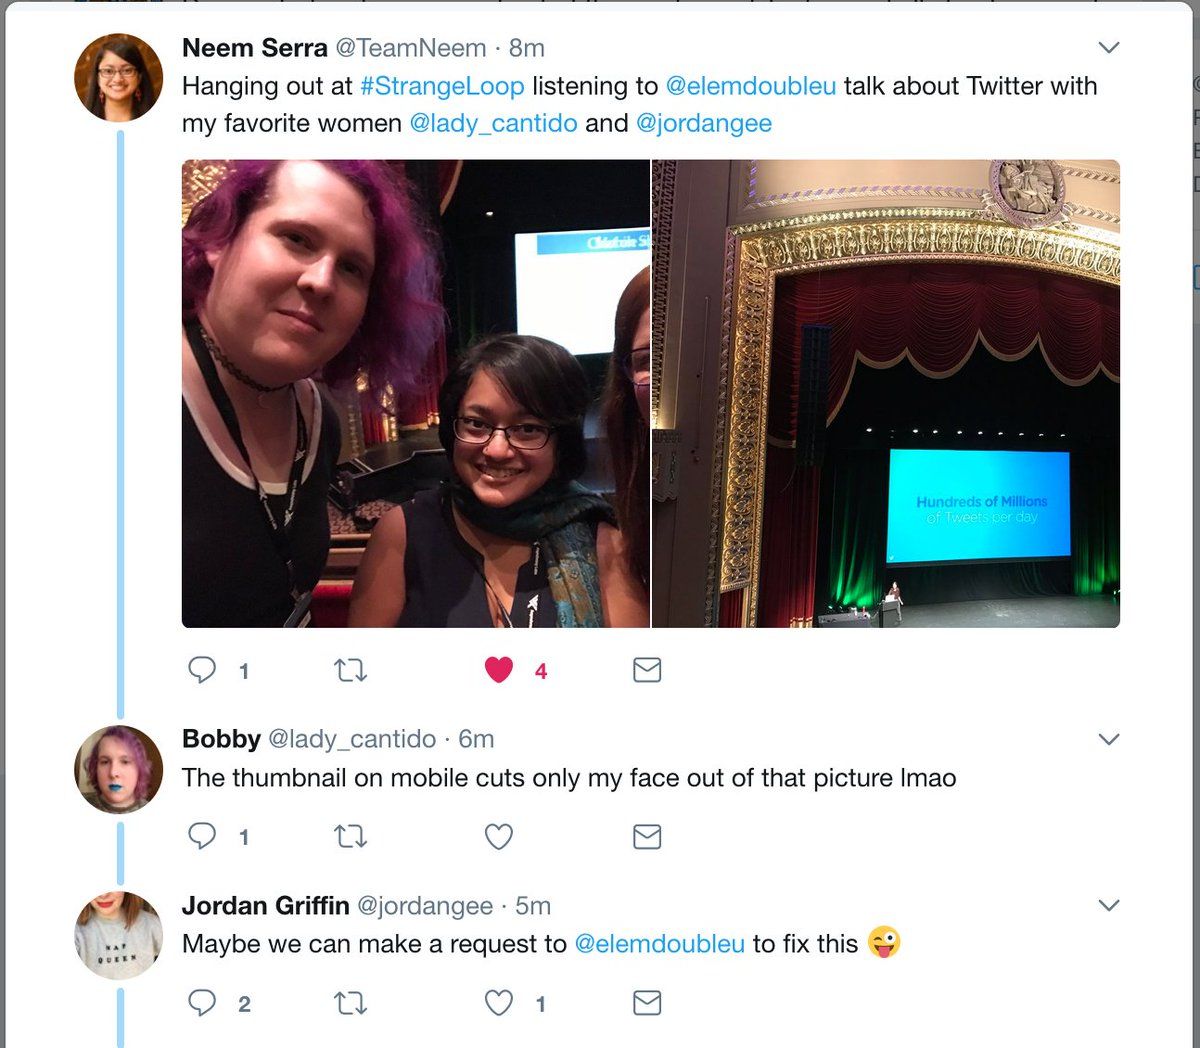 Neem Serra @TeamNeem · 8m
Hanging out at #StrangeLoop listening to @elemdoubleu talk about Twitter with
my favorite women @lady_cantido and @jordangee
Hundreds of Millions
of Tweets per day
1
4
Bobby @lady_cantido · 6m
The thumbnail on mobile cuts only my face out of that picture lmao
1
Jordan Griffin @jordangee · 5m
Maybe we can make a request to @elemdoubleu to fix this 😜
NAP
QUEEN
2
1